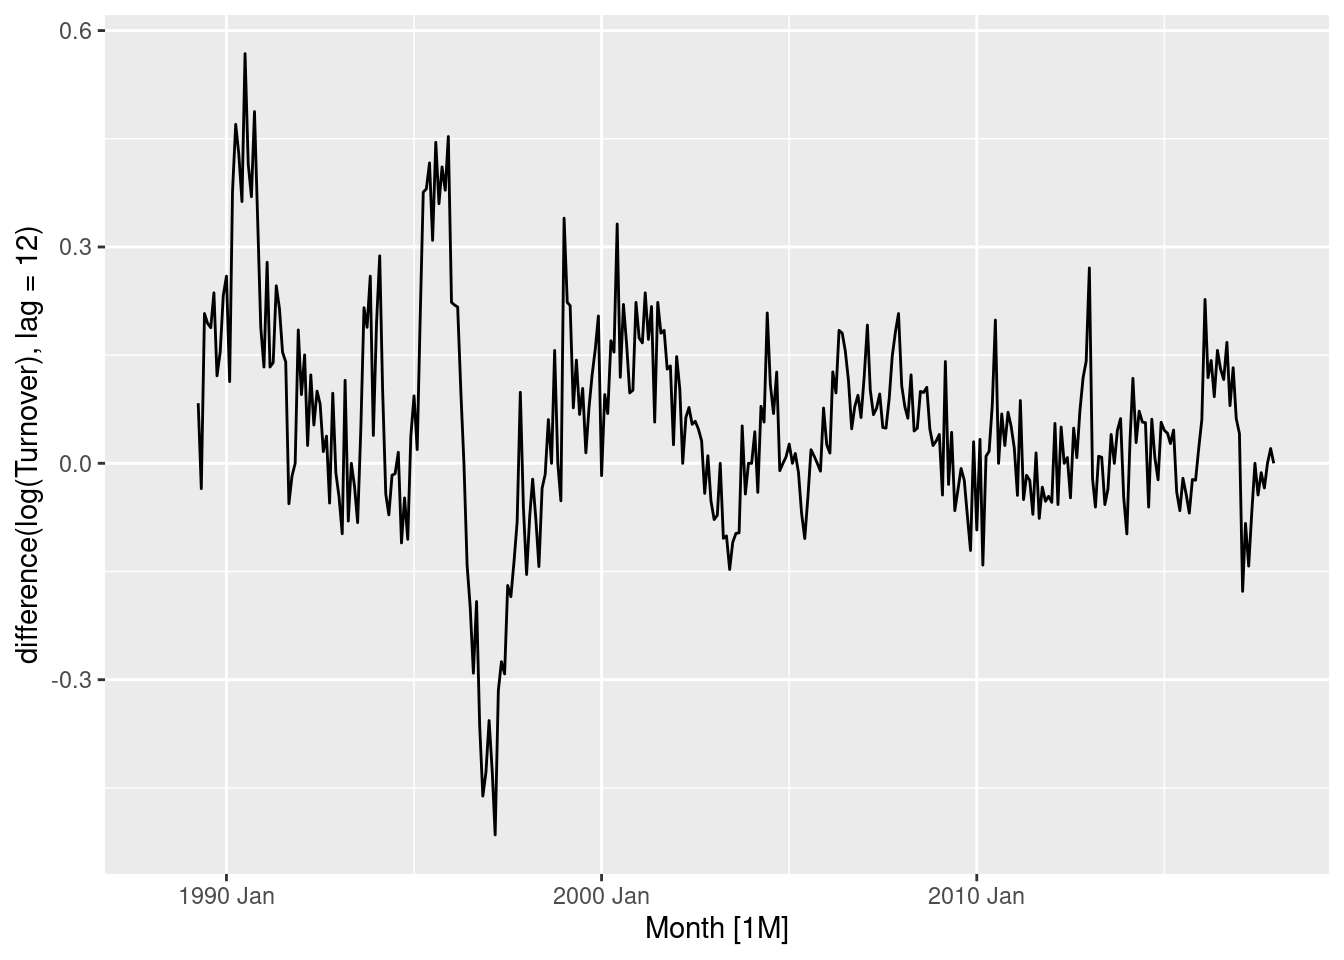 0.6
0.3
0.0
-0.3
difference(log(Turnover), lag = 12)
1990 Jan
2000 Jan
2010 Jan
Month [1M]